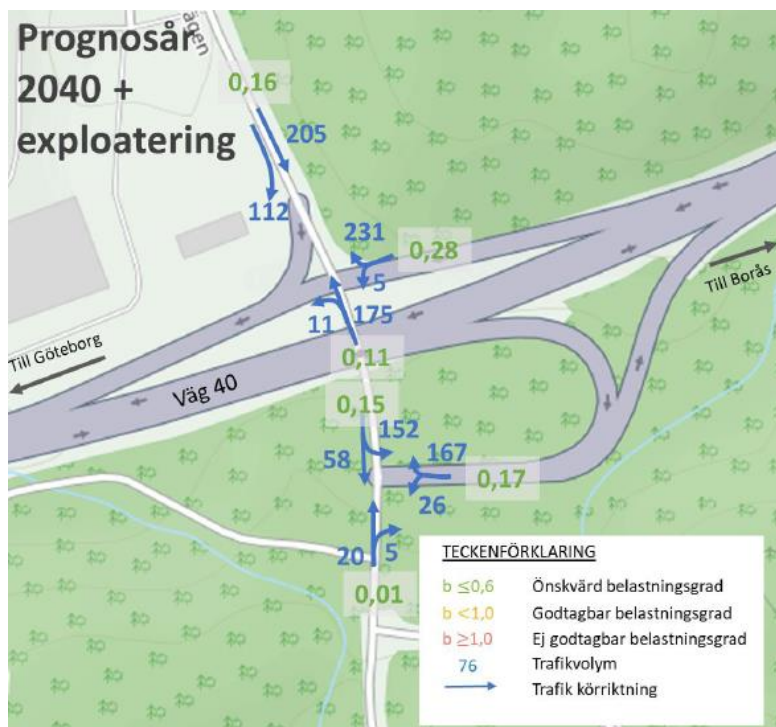 Prognosår
2040 +
exploatering
ägen
0,16
205
112
231
0,28
5
175
11
0,11
Till Göteborg
Till Borås
Väg 40
0,15
152
58
167
0,17
26
20
5
0,01
TECKENFÖRKLARING
b ≤0,6 Önskvärd belastningsgrad
b <1,0 Godtagbar belastningsgrad
b ≥1,0 Ej godtagbar belastningsgrad
76 Trafikvolym
Trafik körriktning